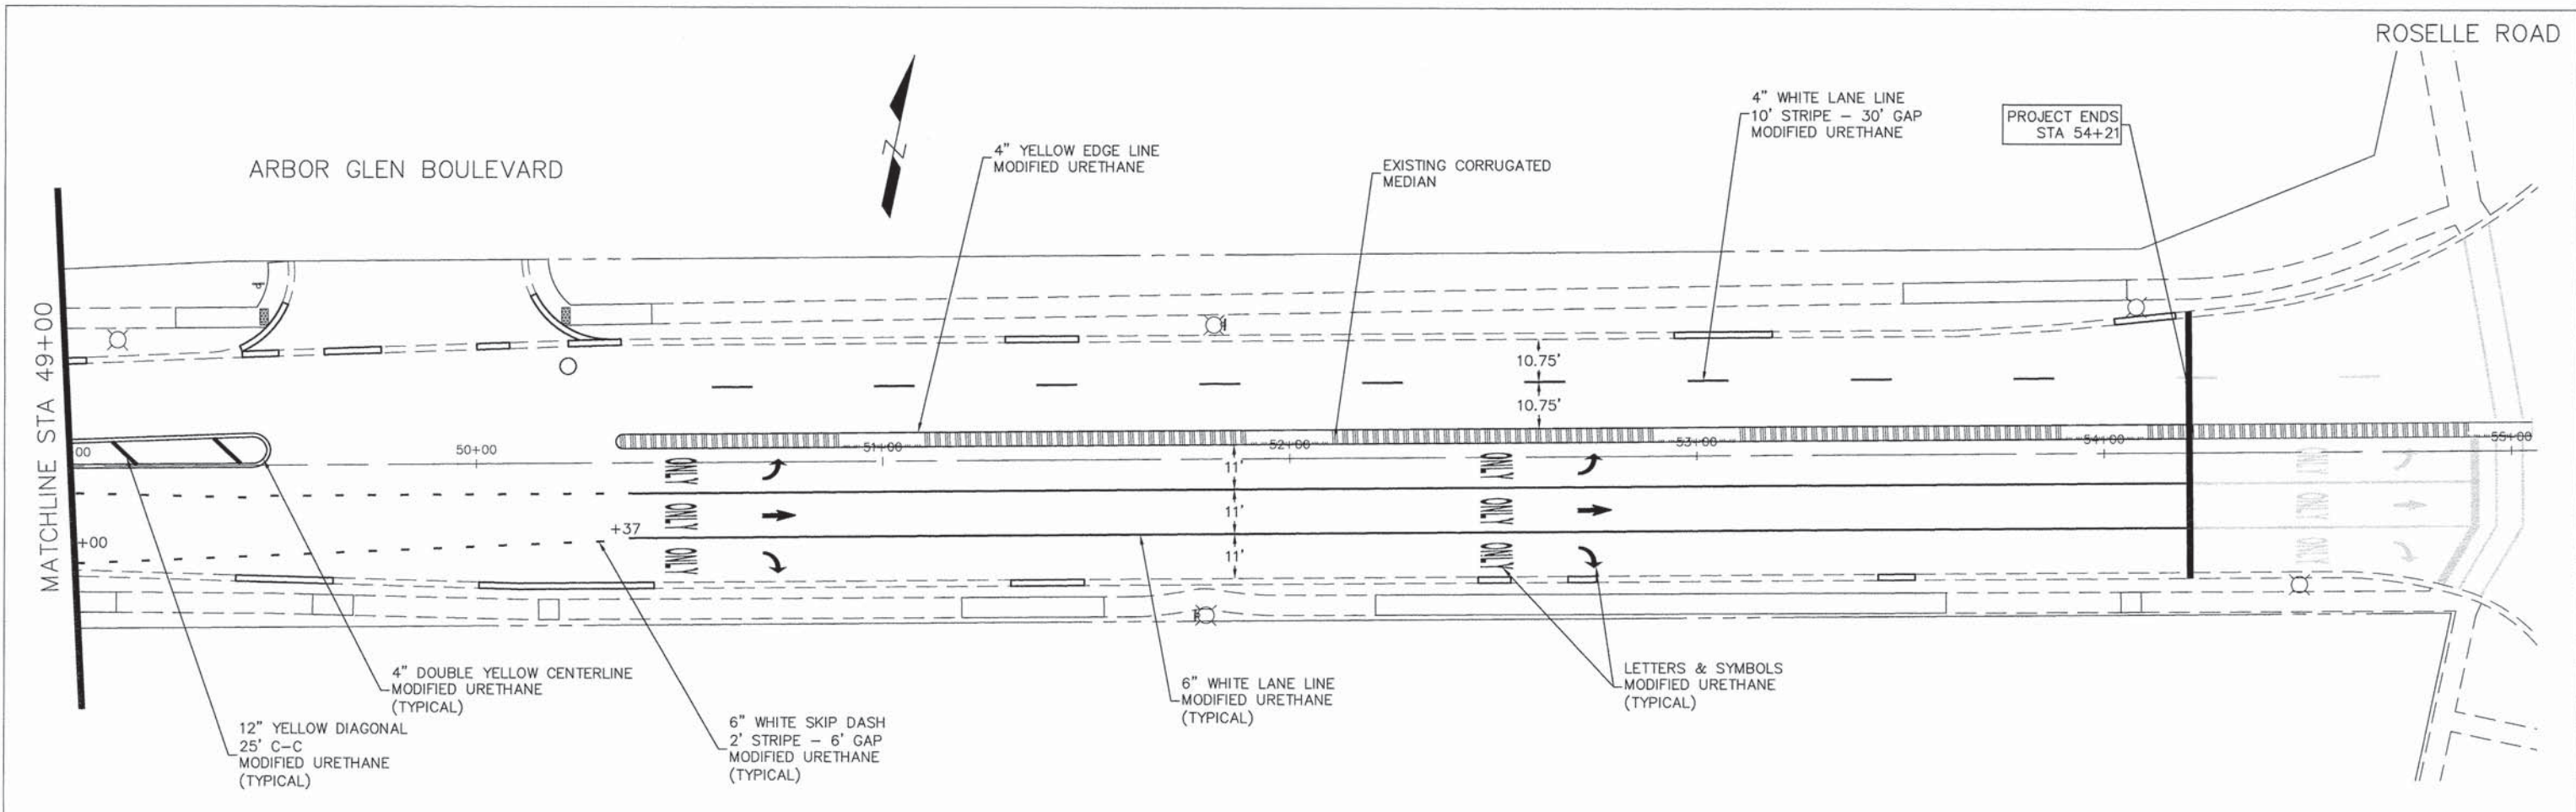 ROSELLE ROAD
ARBOR GLEN BOULEVARD
N
4" YELLOW EDGE LINE
MODIFIED URETHANE
EXISTING CORRUGATED
MEDIAN
4" WHITE LANE LINE
10' STRIPE – 30' GAP
MODIFIED URETHANE
PROJECT ENDS
STA 54+21
MATCHLINE STA 49+00
10.75'
10.75'
00
50+00
51+00
52+00
53+00
54+00
55+00
ONLY
ONLY
ONLY
11'
11'
11'
ONLY
ONLY
ONLY
ONLY
ONLY
ONLY
+37
+00
4" DOUBLE YELLOW CENTERLINE
MODIFIED URETHANE
(TYPICAL)
12" YELLOW DIAGONAL
25' C–C
MODIFIED URETHANE
(TYPICAL)
6" WHITE SKIP DASH
2' STRIPE – 6' GAP
MODIFIED URETHANE
(TYPICAL)
6" WHITE LANE LINE
MODIFIED URETHANE
(TYPICAL)
LETTERS & SYMBOLS
MODIFIED URETHANE
(TYPICAL)